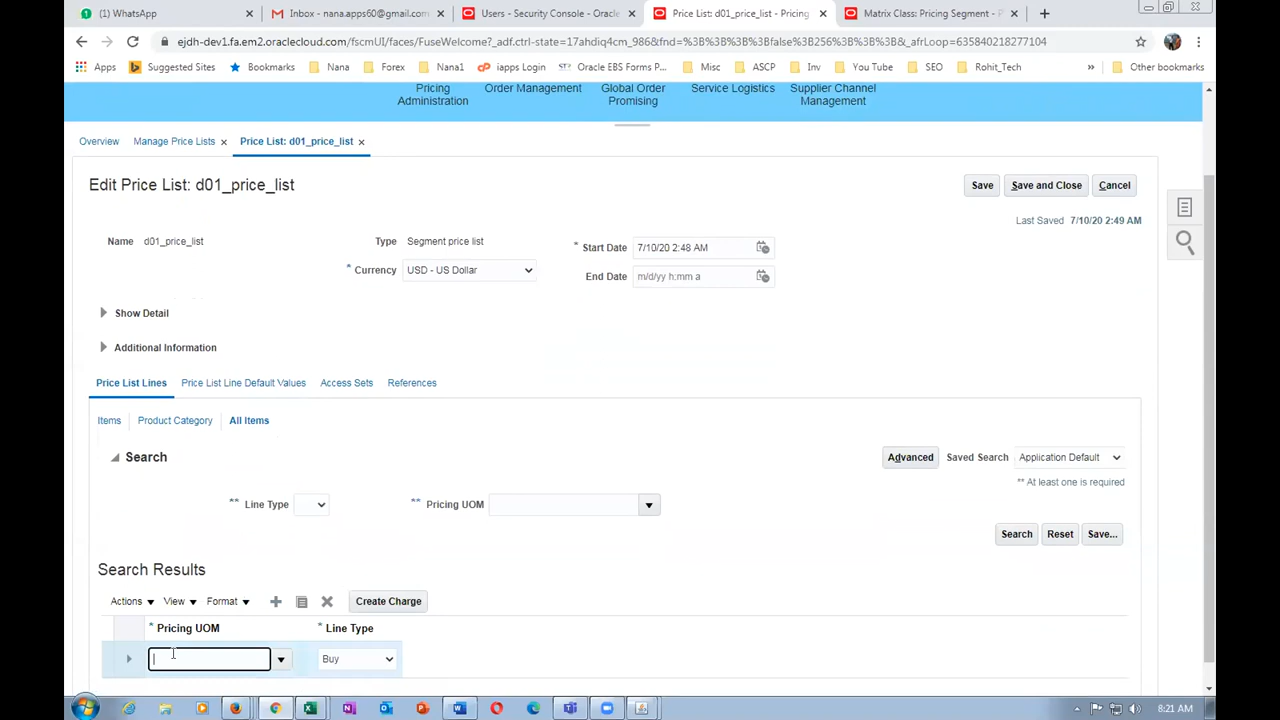 WhatsApp
Inbox - nana.apps60@gmail.com
Users - Security Console - Oracle
Price List: d01_price_list - Pricing
Matrix Class: Pricing Segment - P
ejdh-dev1.fa.em2.oraclecloud.com/fscmUI/faces/FuseWelcome?_adf.ctrl-state=17ahdiq4cm_986&fnd=%3B%3B%3B%3Bfalse%3B256%3B%3B%3B&_afrLoop=635840218277104
Apps Suggested Sites Bookmarks Nana Forex Nana1 iapps Login Oracle EBS Forms P... Misc ASCP Inv You Tube SEO Rohit_Tech » Other bookmarks
Pricing Administration
Order Management
Global Order Promising
Service Logistics
Supplier Channel Management
Overview Manage Price Lists Price List: d01_price_list
Edit Price List: d01_price_list Save Save and Close Cancel
Last Saved 7/10/20 2:49 AM
Name d01_price_list Type Segment price list * Start Date 7/10/20 2:48 AM
* Currency USD - US Dollar End Date m/d/yy h:mm a
Show Detail
Additional Information
Price List Lines Price List Line Default Values Access Sets References
Items Product Category All Items
Search Advanced Saved Search Application Default
** At least one is required
** Line Type ** Pricing UOM
Search Reset Save...
Search Results
Actions View Format Create Charge
* Pricing UOM * Line Type
Buy
8:21 AM